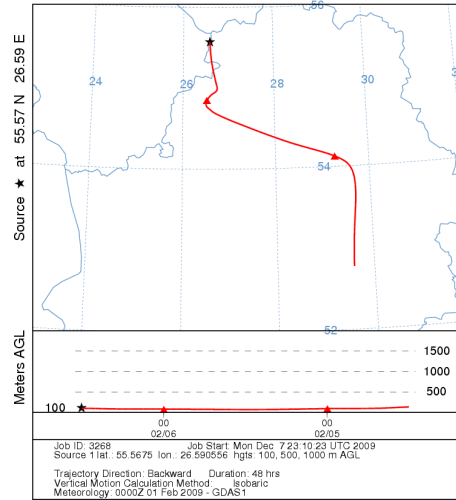 56
Source ★ at 55.57 N 26.59 E
24
26
28
30
54
52
Meters AGL
1500
1000
500
100
00
00
02/06
02/05
Job ID: 3268 Job Start: Mon Dec 7 23:10:23 UTC 2009
Source 1 lat.: 55.5675 lon.: 26.590556 hgts: 100, 500, 1000 m AGL
Trajectory Direction: Backward Duration: 48 hrs
Vertical Motion Calculation Method: Isobaric
Meteorology: 0000Z 01 Feb 2009 - GDAS1